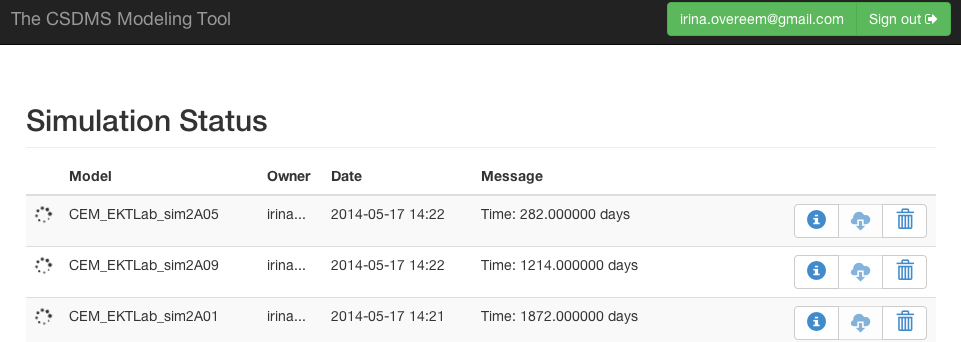 The CSDMS Modeling Tool irina.overeem@gmail.com Sign out
Simulation Status
Model Owner Date Message
CEM_EKTLab_sim2A05 irina... 2014-05-17 14:22 Time: 282.000000 days
CEM_EKTLab_sim2A09 irina... 2014-05-17 14:22 Time: 1214.000000 days
CEM_EKTLab_sim2A01 irina... 2014-05-17 14:21 Time: 1872.000000 days